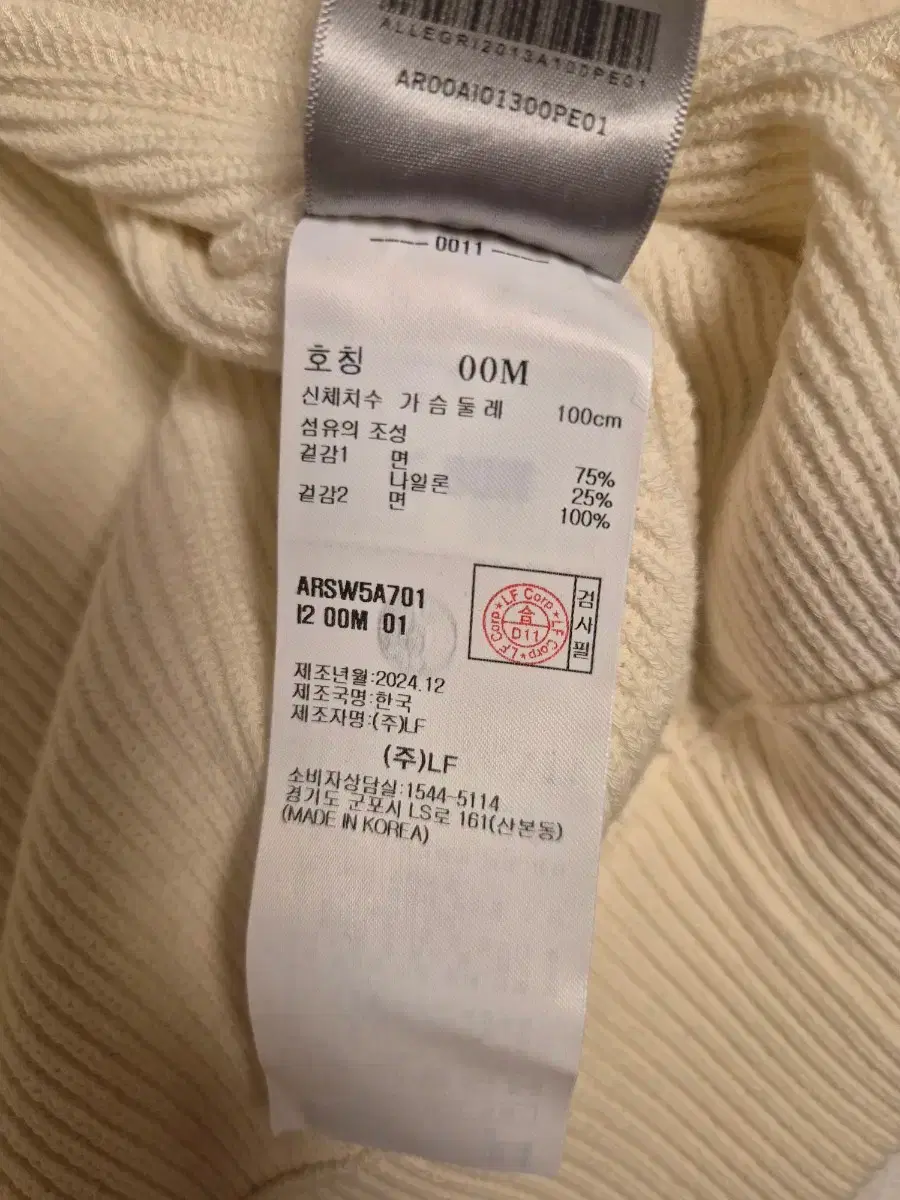 ALLEGRI2013A100PE01
AR00AI01300PE01
0011
호칭 00M
신체치수 가슴둘레 100cm
섬유의 조성
겉감1 면 75%
나일론 25%
겉감2 면 100%
ARSW5A701
I2 00M 01
LF Corp ★ LF Corp ★ LF Corp ★
合
D11
검사필
제조년월:2024.12
제조국명:한국
제조자명:(주)LF
(주)LF
소비자상담실:1544-5114
경기도 군포시 LS로 161(산본동)
(MADE IN KOREA)